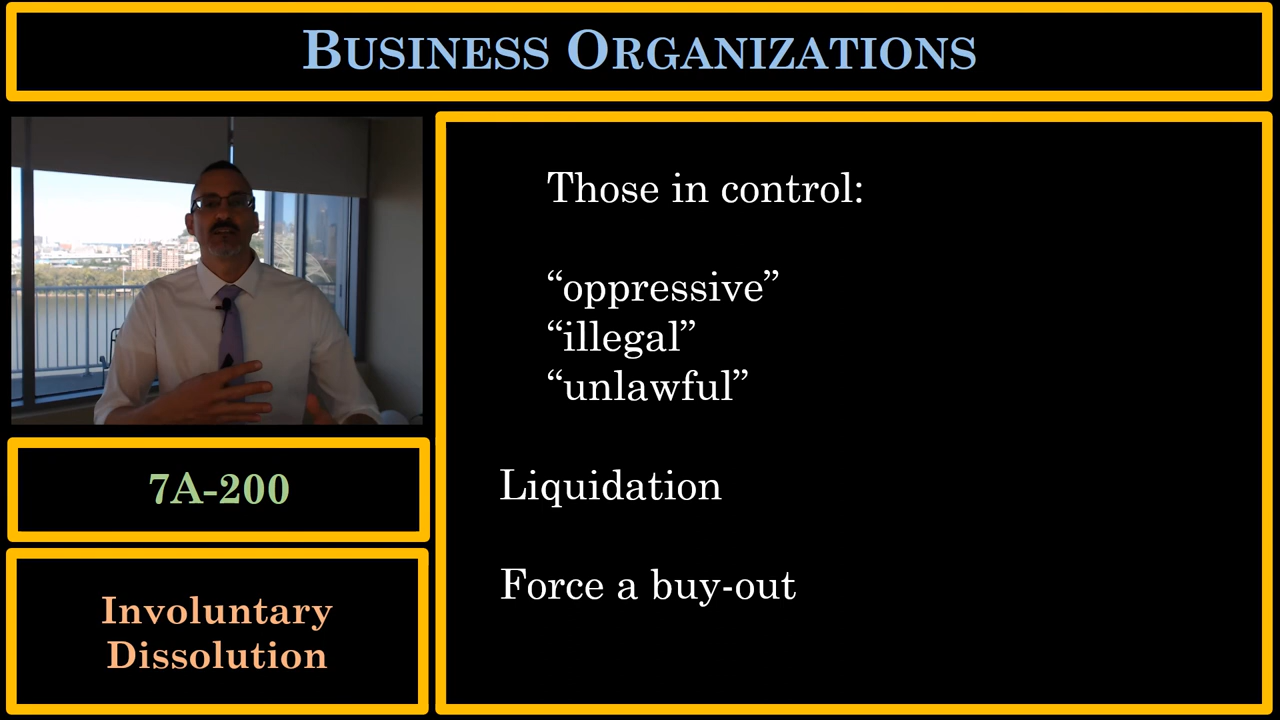 BUSINESS ORGANIZATIONS
Those in control:
“oppressive”
“illegal”
“unlawful”
Liquidation
Force a buy-out
7A-200
Involuntary
Dissolution